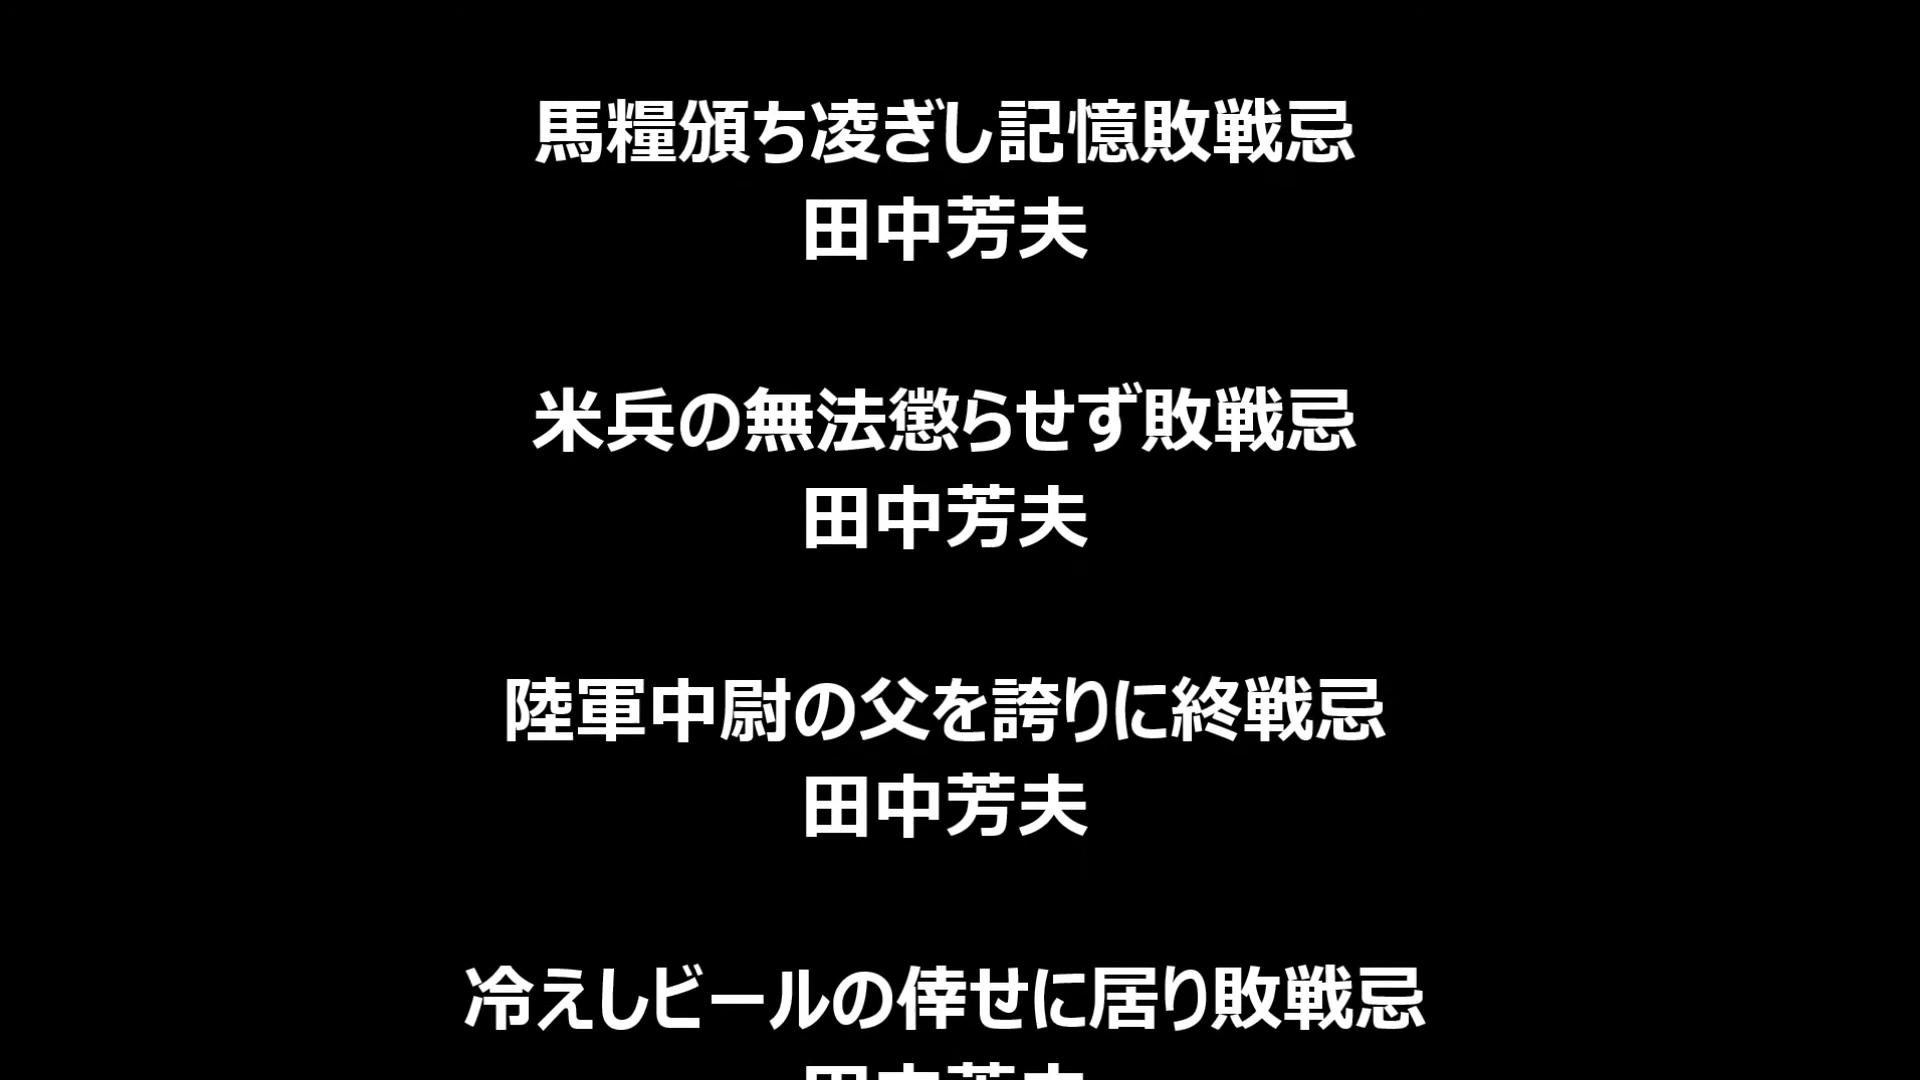 馬糧頒ち凌ぎし記憶敗戦忌
田中芳夫
米兵の無法懲らせず敗戦忌
田中芳夫
陸軍中尉の父を誇りに終戦忌
田中芳夫
冷えしビールの倖せに居り敗戦忌